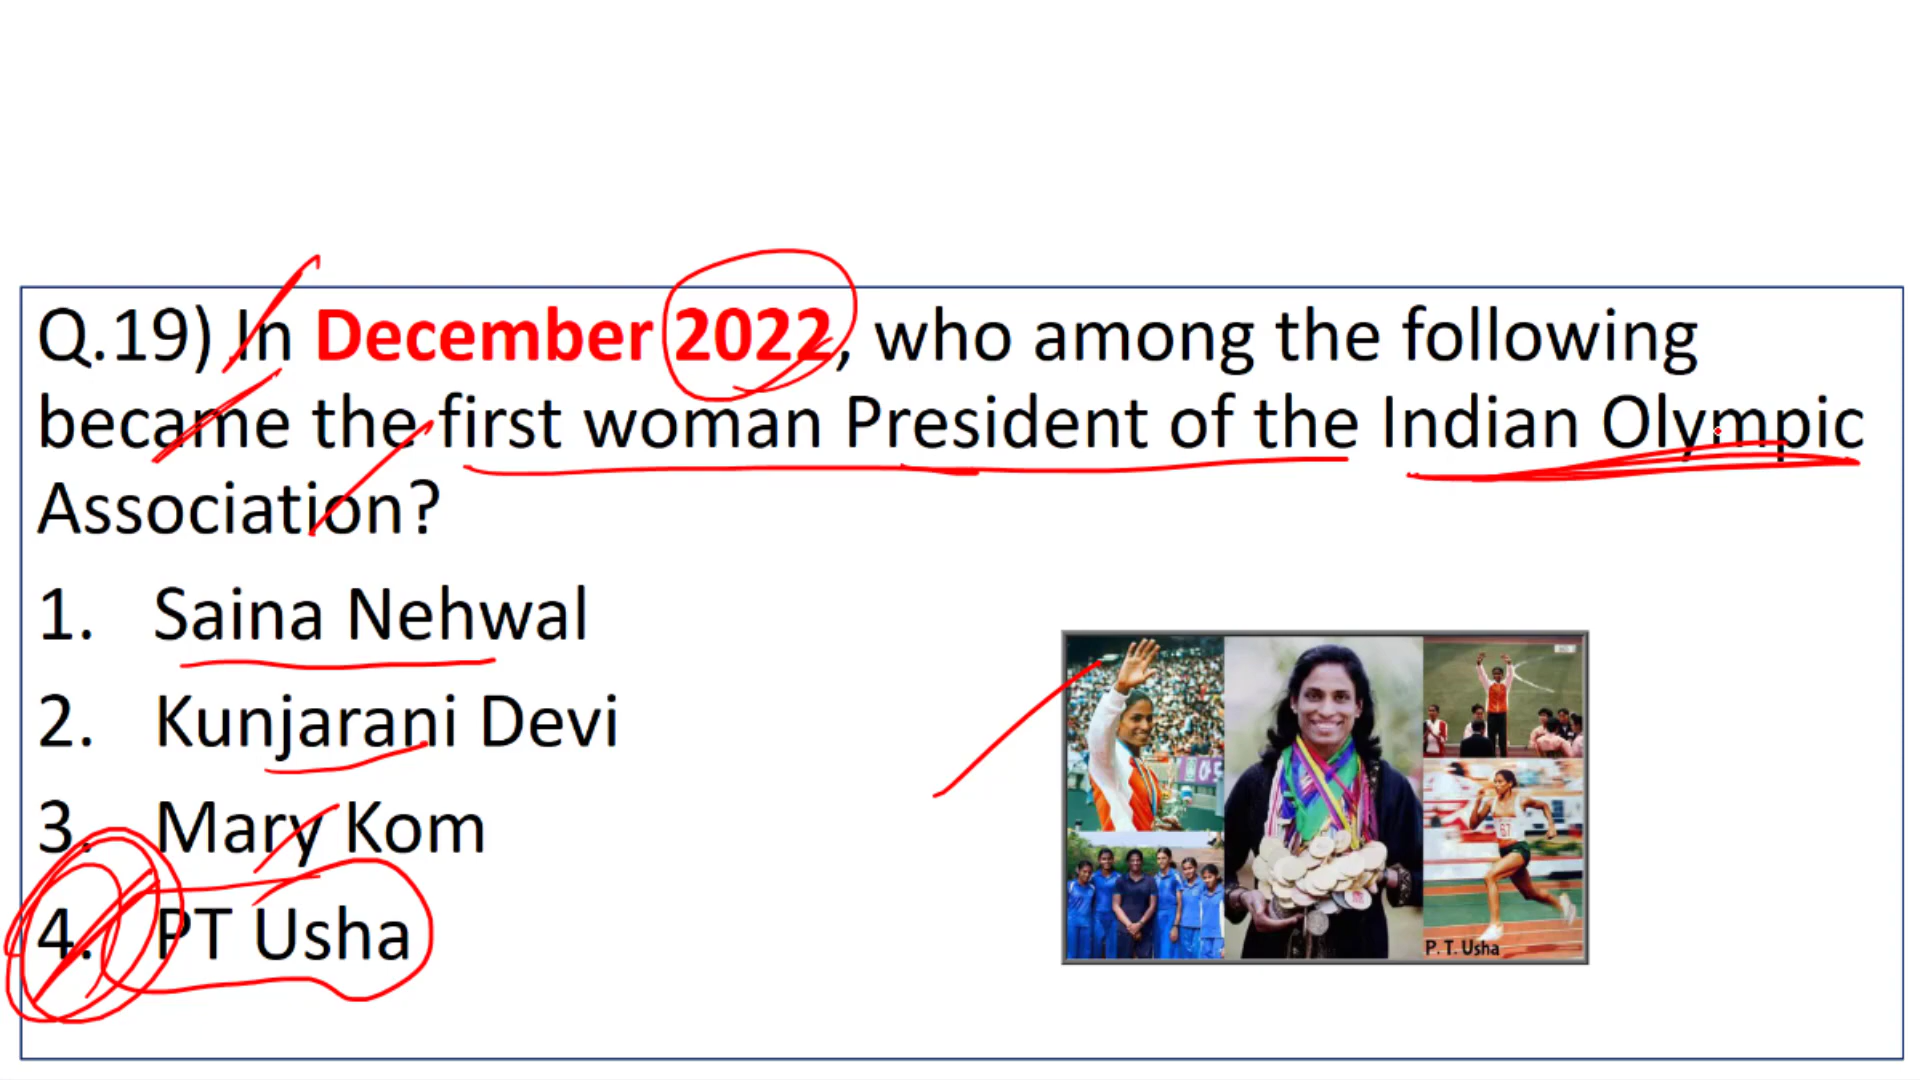 Q.19) In December 2022, who among the following
became the first woman President of the Indian Olympic
Association?
1. Saina Nehwal
2. Kunjarani Devi
3. Mary Kom
4. PT Usha
67
P. T. Usha